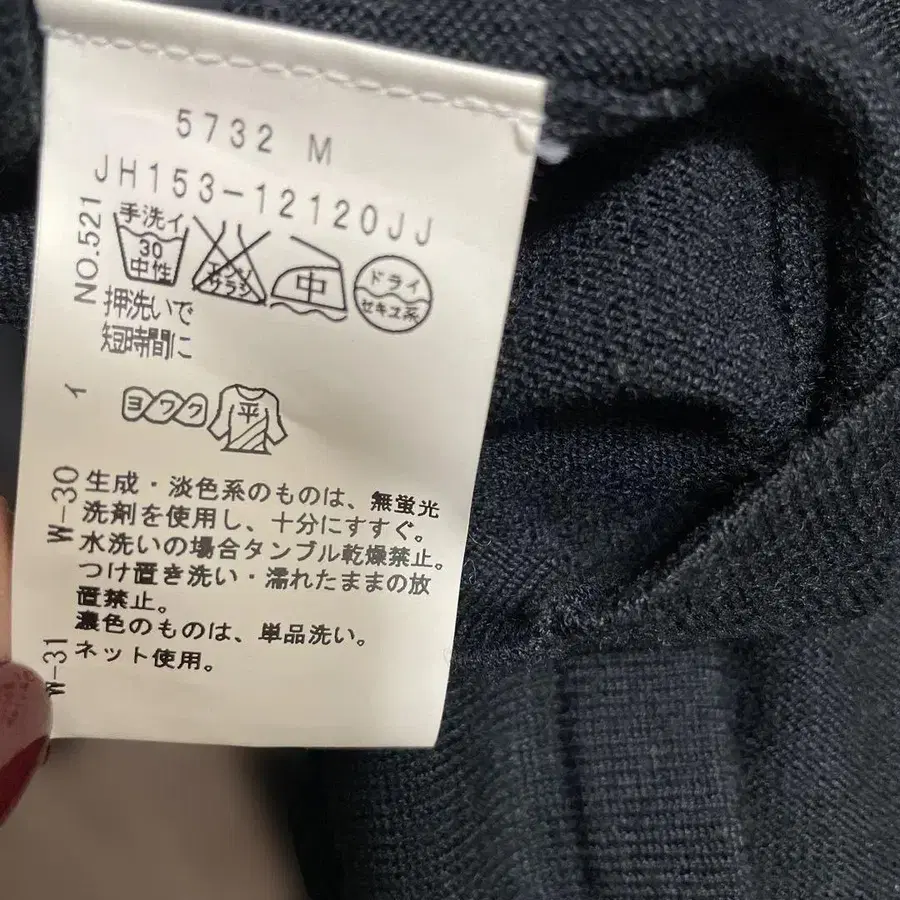 5732 M
JH153-12120JJ
NO.521
手洗イ
30
中性
エンソ
サラシ
中
ドライ
セキユ系
押洗いで
短時間に
イ
ヨワク
平
W-30
生成・淡色系のものは、無蛍光
洗剤を使用し、十分にすすぐ。
水洗いの場合タンブル乾燥禁止。
つけ置き洗い・濡れたままの放
置禁止。
濃色のものは、単品洗い。
W-31
ネット使用。